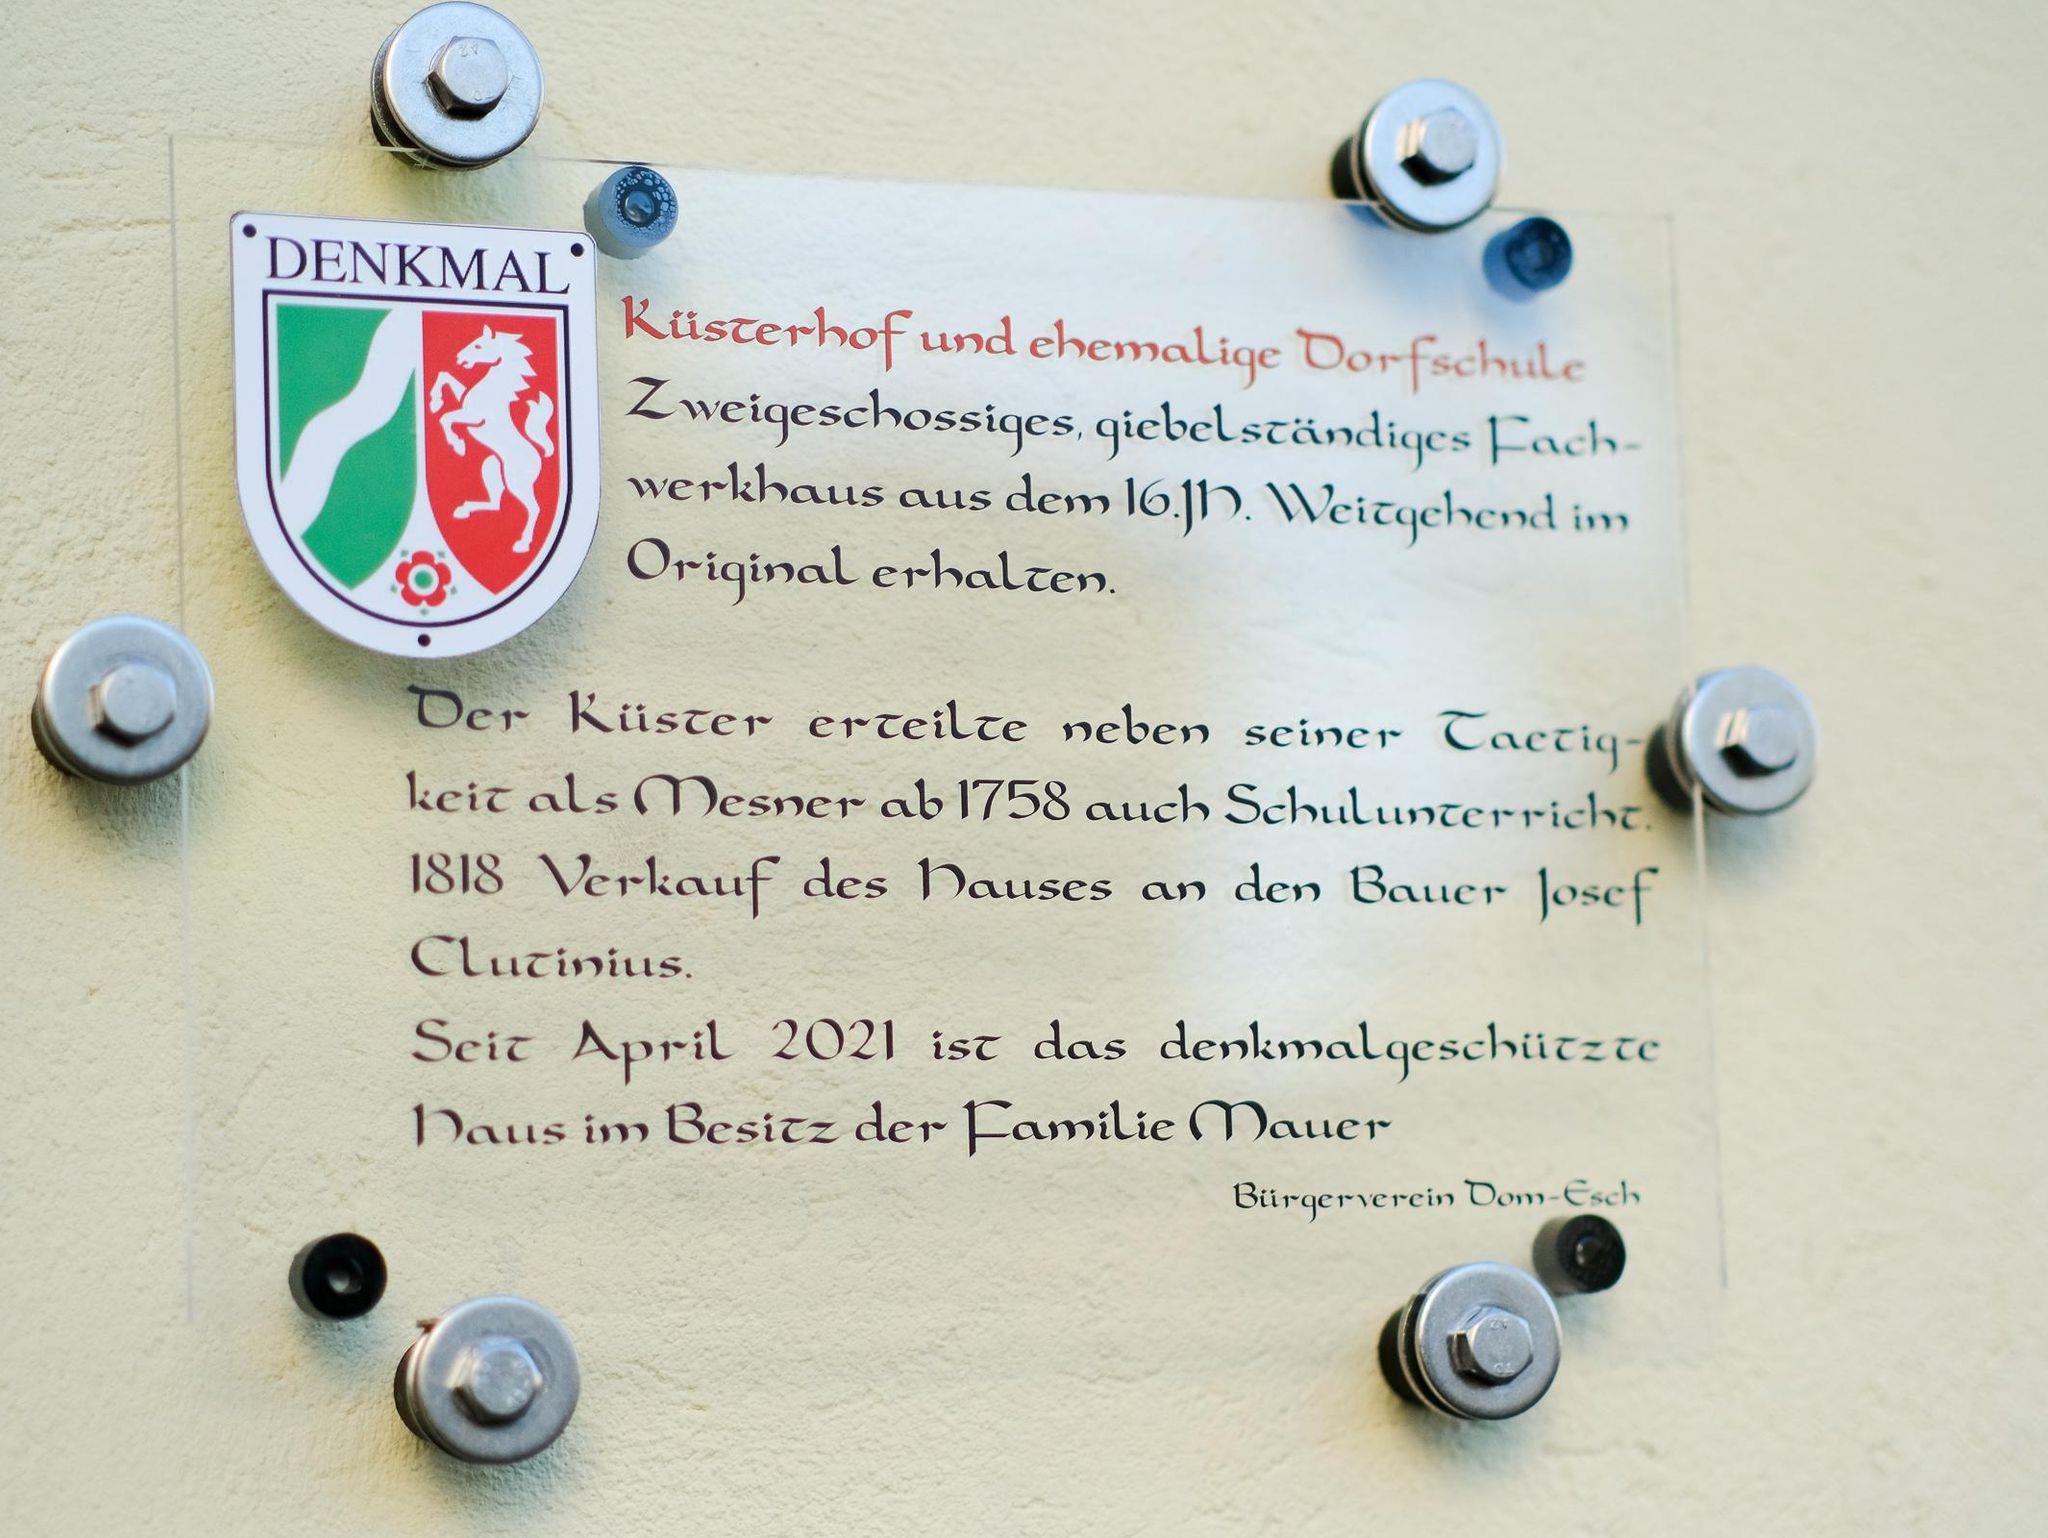 DENKMAL
Küsterhof und ehemalige Dorfschule
Zweigeschossiges, giebelständiges Fach-
werkhaus aus dem 16.JH. Weitgehend im
Original erhalten.
Der Küster erteilte neben seiner Taetig-
keit als Mesner ab 1758 auch Schulunterricht.
1818 Verkauf des Hauses an den Bauer Josef
Clutinius.
Seit April 2021 ist das denkmalgeschützte
Haus im Besitz der Familie Mauer
Bürgerverein Dom-Esch